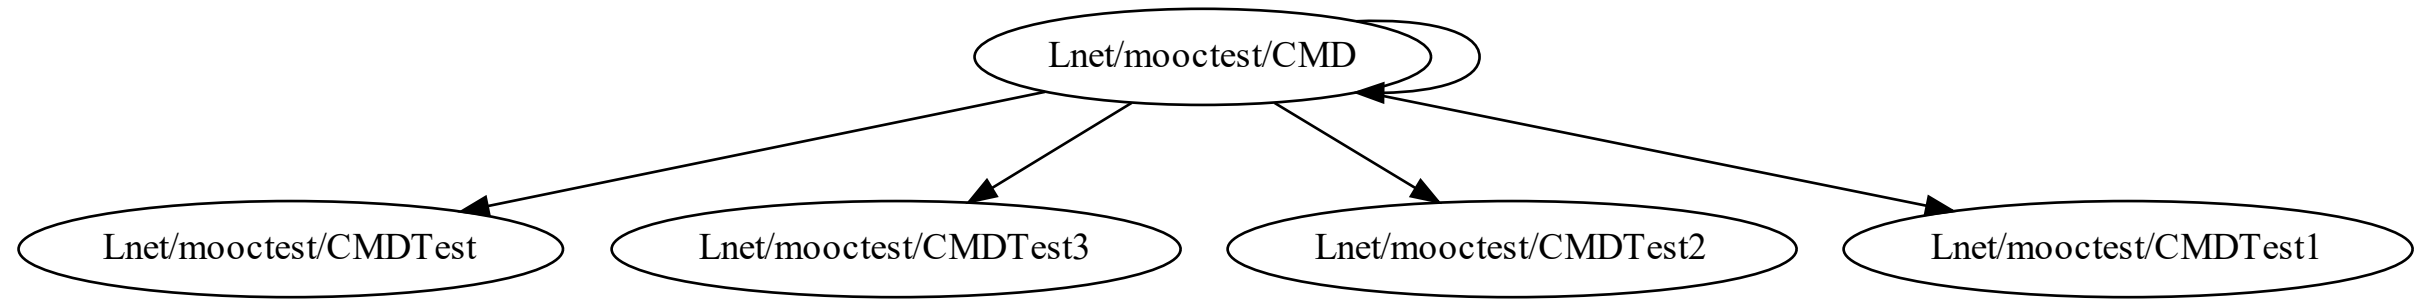 Lnet/mooctest/CMD
Lnet/mooctest/CMDTest
Lnet/mooctest/CMDTest3
Lnet/mooctest/CMDTest2
Lnet/mooctest/CMDTest1